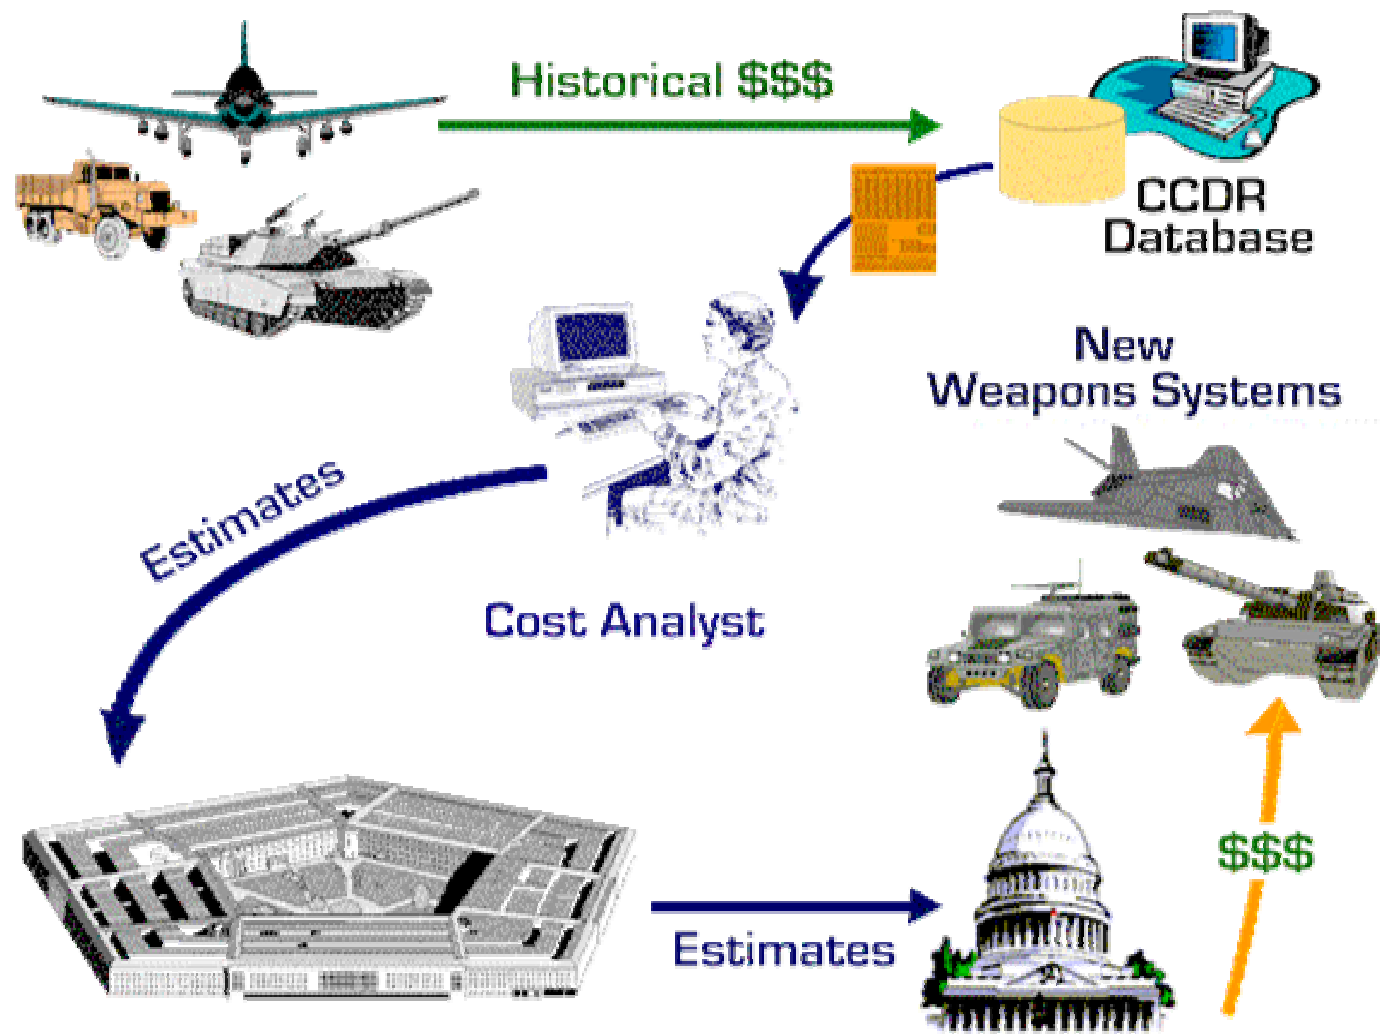 Historical $$$
CCDR
Database
New
Weapons Systems
Estimates
Cost Analyst
$$$
Estimates